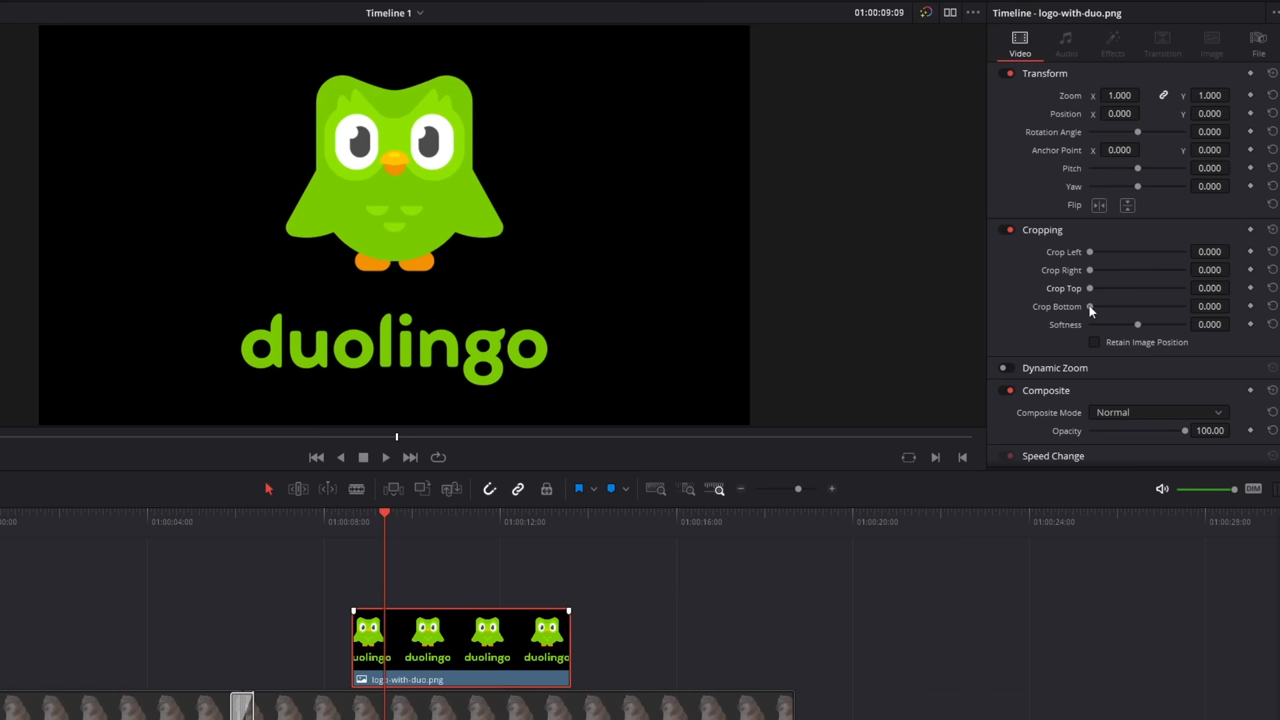 Timeline 1
01:00:09:09
Timeline - logo-with-duo.png
Video
Audio
Effects
Transition
Image
File
Transform
Zoom X 1.000 Y 1.000
Position X 0.000 Y 0.000
Rotation Angle 0.000
Anchor Point X 0.000 Y 0.000
Pitch 0.000
Yaw 0.000
Flip
Cropping
Crop Left 0.000
Crop Right 0.000
Crop Top 0.000
Crop Bottom 0.000
Softness 0.000
Retain Image Position
Dynamic Zoom
Composite
Composite Mode Normal
Opacity 100.00
Speed Change
duolingo
DIM
00:00 01:00:04:00 01:00:08:00 01:00:12:00 01:00:16:00 01:00:20:00 01:00:24:00 01:00:28:00
uolingo duolingo duolingo duolingo
logo-with-duo.png